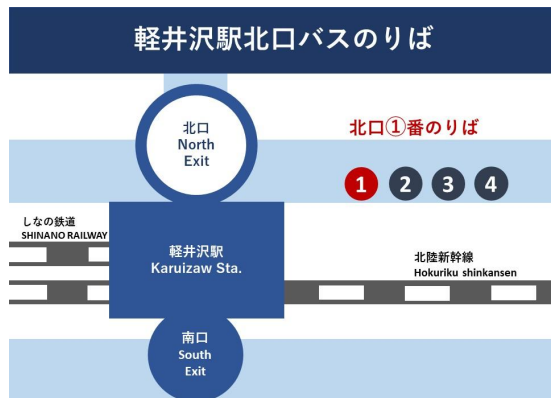 軽井沢駅北口バスのりば
北口
North
Exit
北口①番のりば
1 2 3 4
しなの鉄道
SHINANO RAILWAY
軽井沢駅
Karuizaw Sta.
北陸新幹線
Hokuriku shinkansen
南口
South
Exit